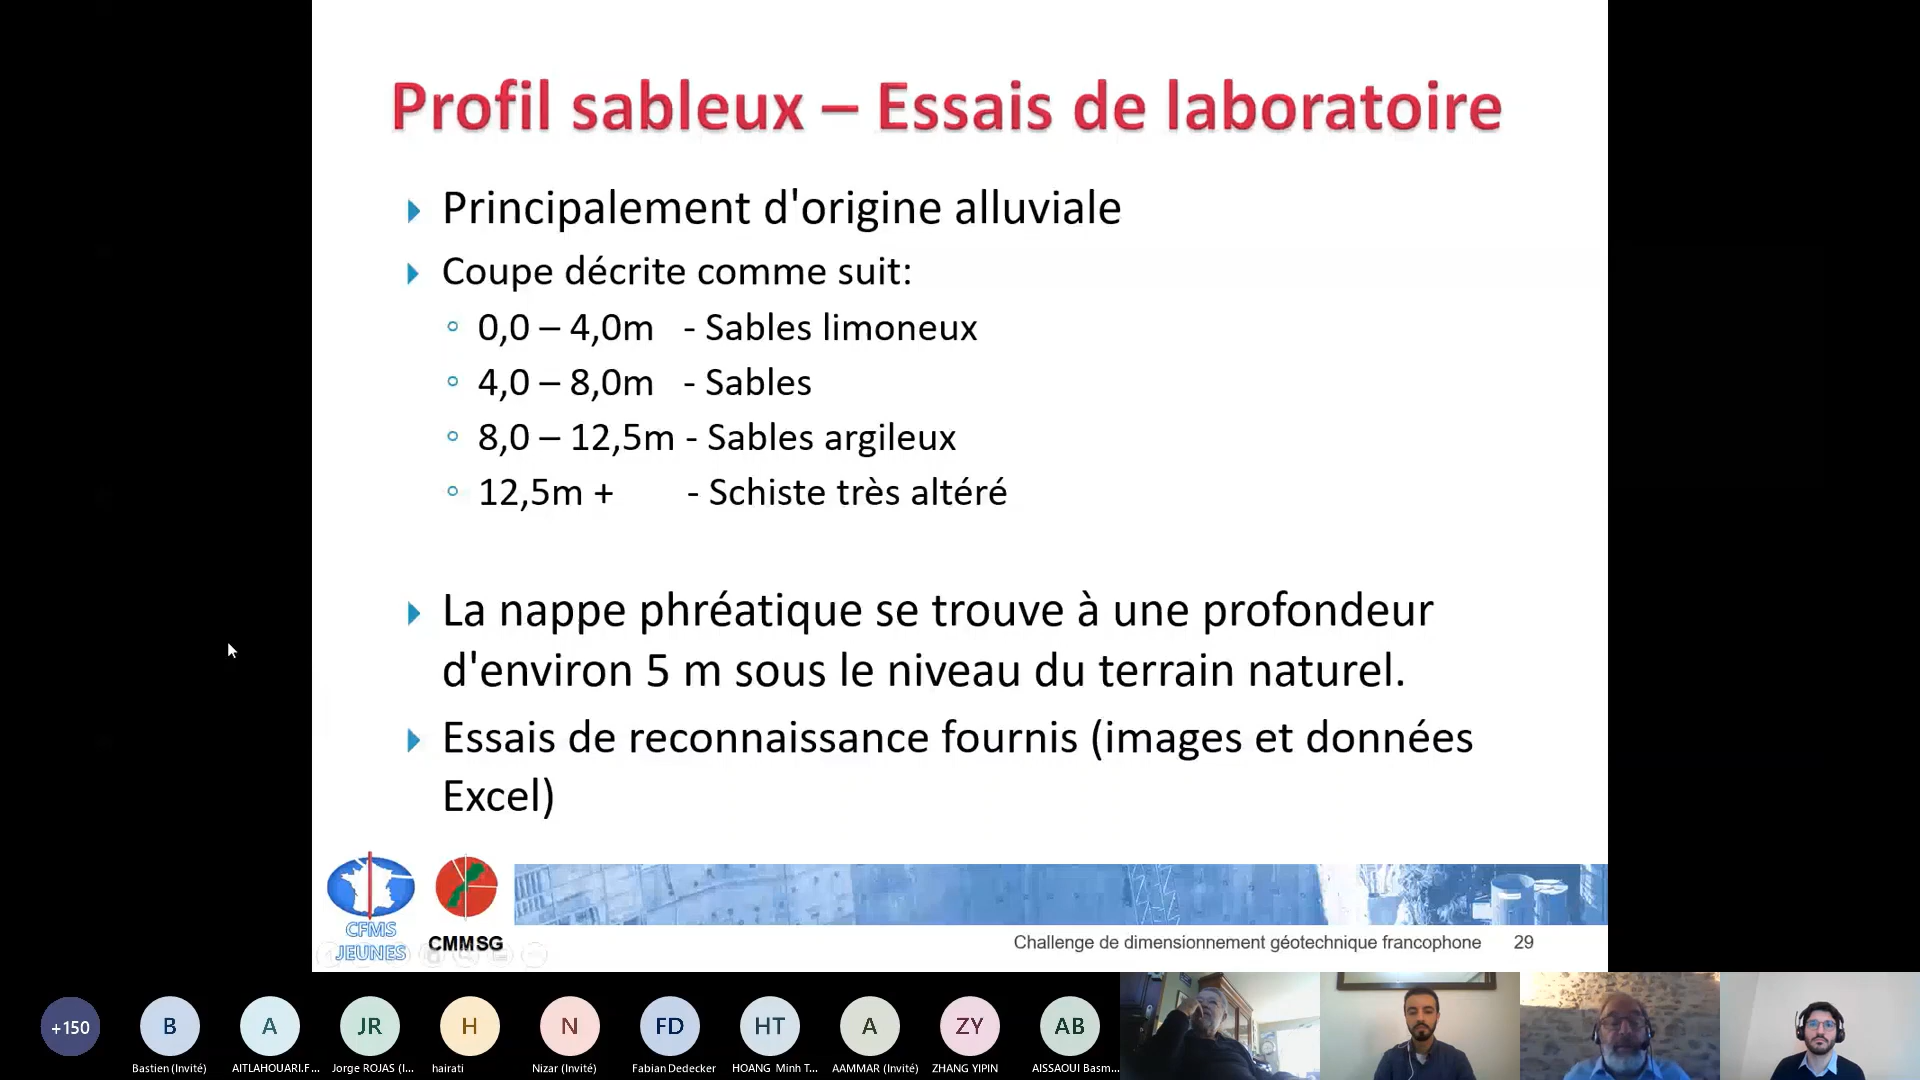 Profil sableux – Essais de laboratoire
Principalement d'origine alluviale
Coupe décrite comme suit:
0,0 – 4,0m - Sables limoneux
4,0 – 8,0m - Sables
8,0 – 12,5m - Sables argileux
12,5m + - Schiste très altéré
La nappe phréatique se trouve à une profondeur
d'environ 5 m sous le niveau du terrain naturel.
Essais de reconnaissance fournis (images et données
Excel)
CFMS
JEUNES
CMMSG
Challenge de dimensionnement géotechnique francophone 29
+150
B
A
JR
H
N
FD
HT
A
ZY
AB
Bastien (Invité)
AITLAHOUARI.F...
Jorge ROJAS (I...
hairati
Nizar (Invité)
Fabian Dedecker
HOANG Minh T...
AAMMAR (Invité)
ZHANG YIPIN
AISSAOUI Basm...